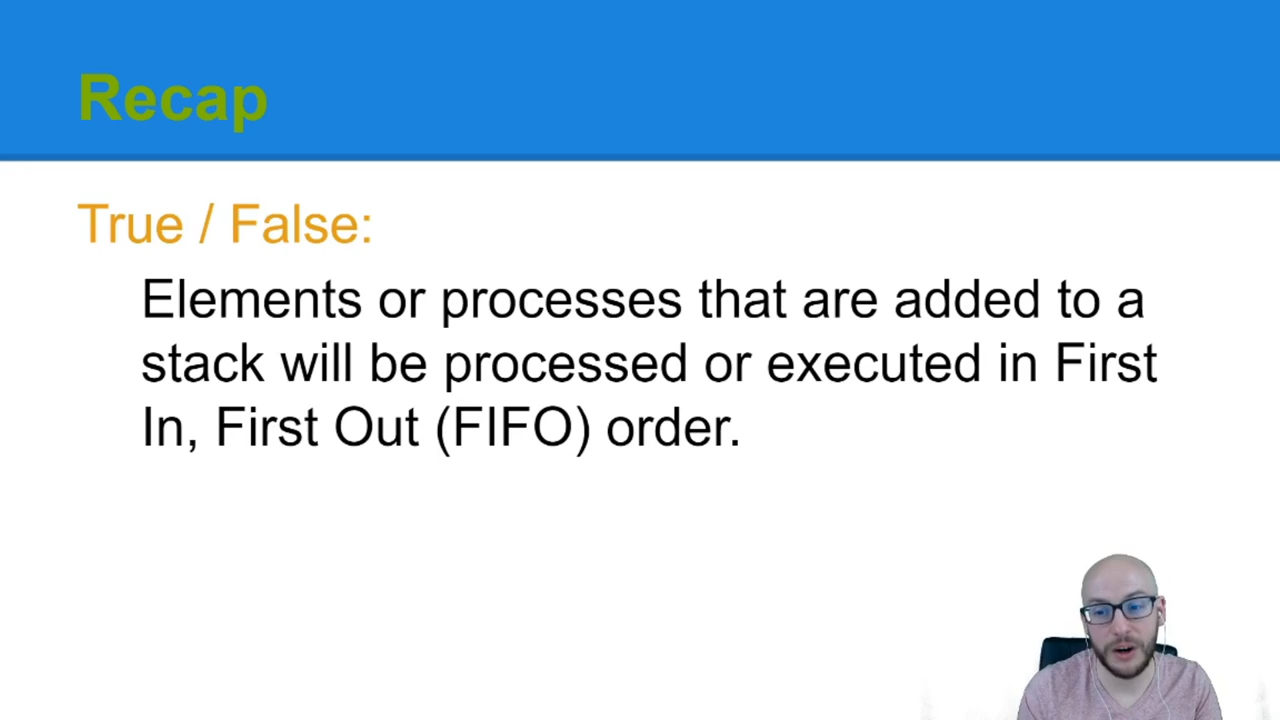 Recap
True / False:
Elements or processes that are added to a
stack will be processed or executed in First
In, First Out (FIFO) order.